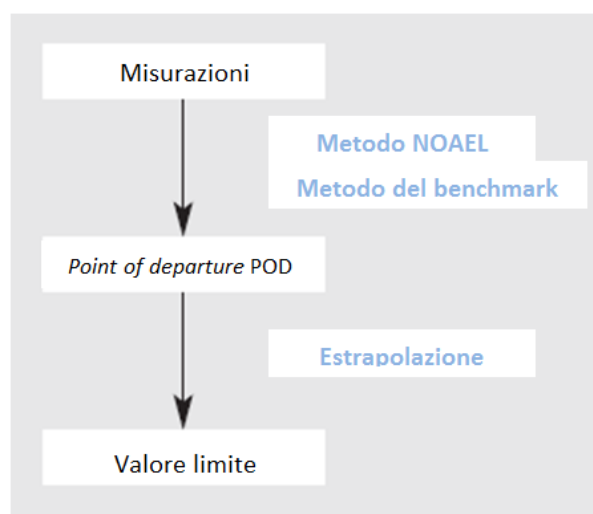 Misurazioni
Metodo NOAEL
Metodo del benchmark
Point of departure POD
Estrapolazione
Valore limite